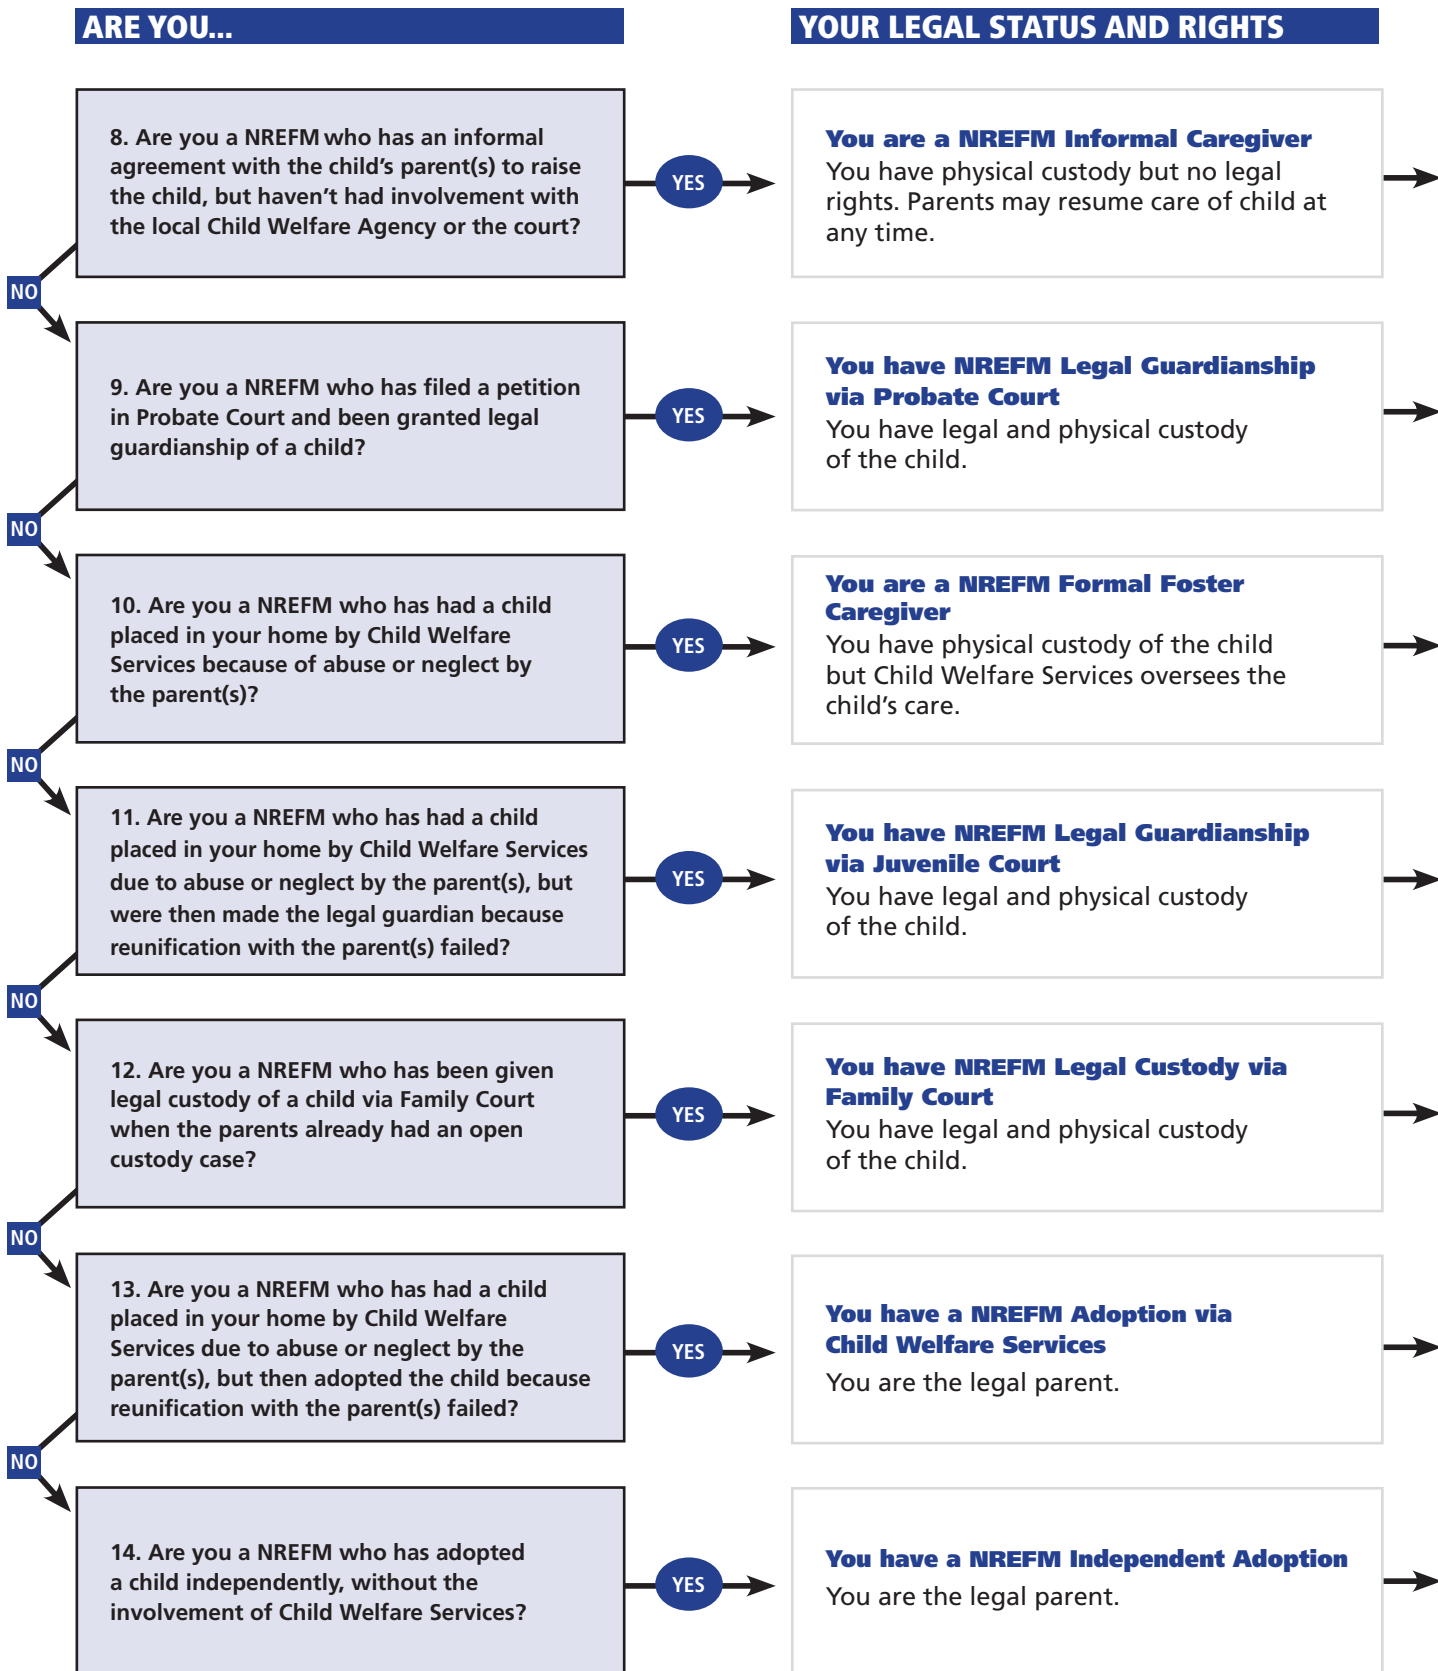 ARE YOU...
YOUR LEGAL STATUS AND RIGHTS
8. Are you a NREFM who has an informal
agreement with the child’s parent(s) to raise
the child, but haven’t had involvement with
the local Child Welfare Agency or the court?
YES
You are a NREFM Informal Caregiver
You have physical custody but no legal
rights. Parents may resume care of child at
any time.
NO
9. Are you a NREFM who has filed a petition
in Probate Court and been granted legal
guardianship of a child?
YES
You have NREFM Legal Guardianship
via Probate Court
You have legal and physical custody
of the child.
NO
10. Are you a NREFM who has had a child
placed in your home by Child Welfare
Services because of abuse or neglect by
the parent(s)?
YES
You are a NREFM Formal Foster
Caregiver
You have physical custody of the child
but Child Welfare Services oversees the
child’s care.
NO
11. Are you a NREFM who has had a child
placed in your home by Child Welfare Services
due to abuse or neglect by the parent(s), but
were then made the legal guardian because
reunification with the parent(s) failed?
YES
You have NREFM Legal Guardianship
via Juvenile Court
You have legal and physical custody
of the child.
NO
12. Are you a NREFM who has been given
legal custody of a child via Family Court
when the parents already had an open
custody case?
YES
You have NREFM Legal Custody via
Family Court
You have legal and physical custody
of the child.
NO
13. Are you a NREFM who has had a child
placed in your home by Child Welfare
Services due to abuse or neglect by the
parent(s), but then adopted the child because
reunification with the parent(s) failed?
YES
You have a NREFM Adoption via
Child Welfare Services
You are the legal parent.
NO
14. Are you a NREFM who has adopted
a child independently, without the
involvement of Child Welfare Services?
YES
You have a NREFM Independent Adoption
You are the legal parent.